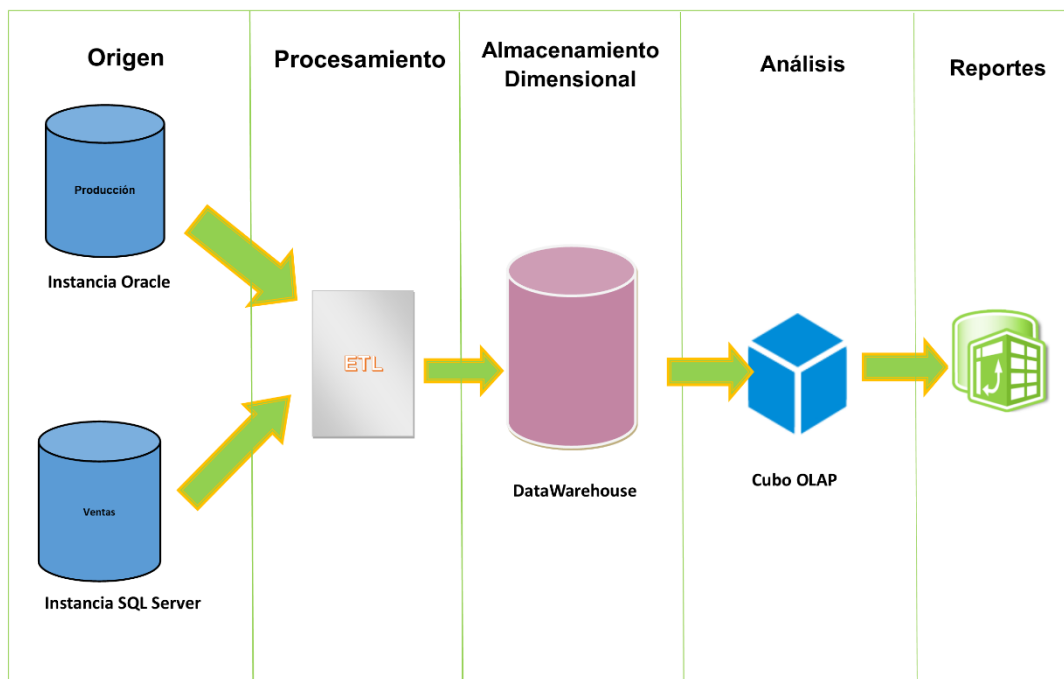 Origen
Procesamiento
Almacenamiento
Dimensional
Análisis
Reportes
Producción
Instancia Oracle
ETL
DataWarehouse
Cubo OLAP
Ventas
Instancia SQL Server